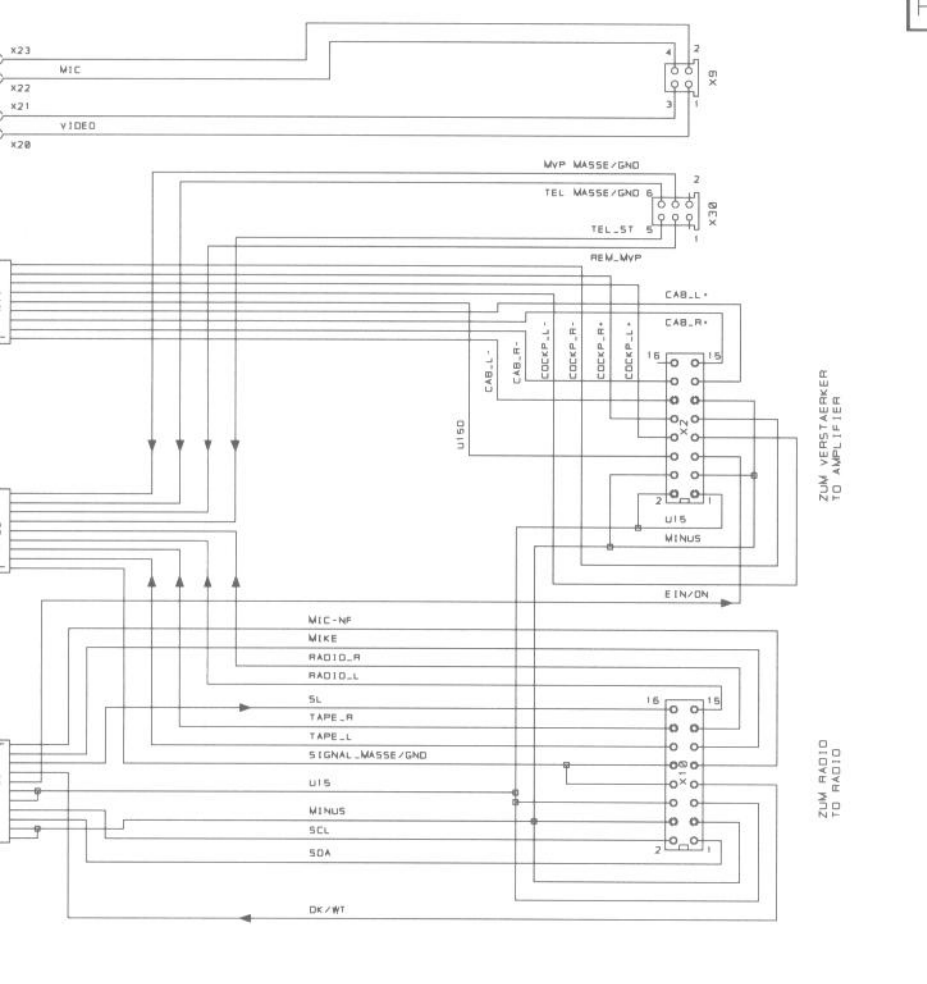 X23
MIC
X22
X21
VIDEO
X20
4 2
X9
3 1
MVP MASSE/GND
2
TEL MASSE/GND 6
X30
TEL_ST 5
1
REM_MVP
CAB_L+
CAB_R+
CAB_L-
CAB_R-
COCKP_L-
COCKP_R-
COCKP_R+
COCKP_L+
16 15
U15D
X2
ZUM VERSTAERKER
TO AMPLIFIER
2 1
U15
MINUS
EIN/ON
MIC-NF
MIKE
RADIO_R
RADIO_L
SL
16 15
TAPE_R
TAPE_L
SIGNAL_MASSE/GND
X10
ZUM RADIO
TO RADIO
U15
MINUS
SCL
2 1
SDA
DK/WT